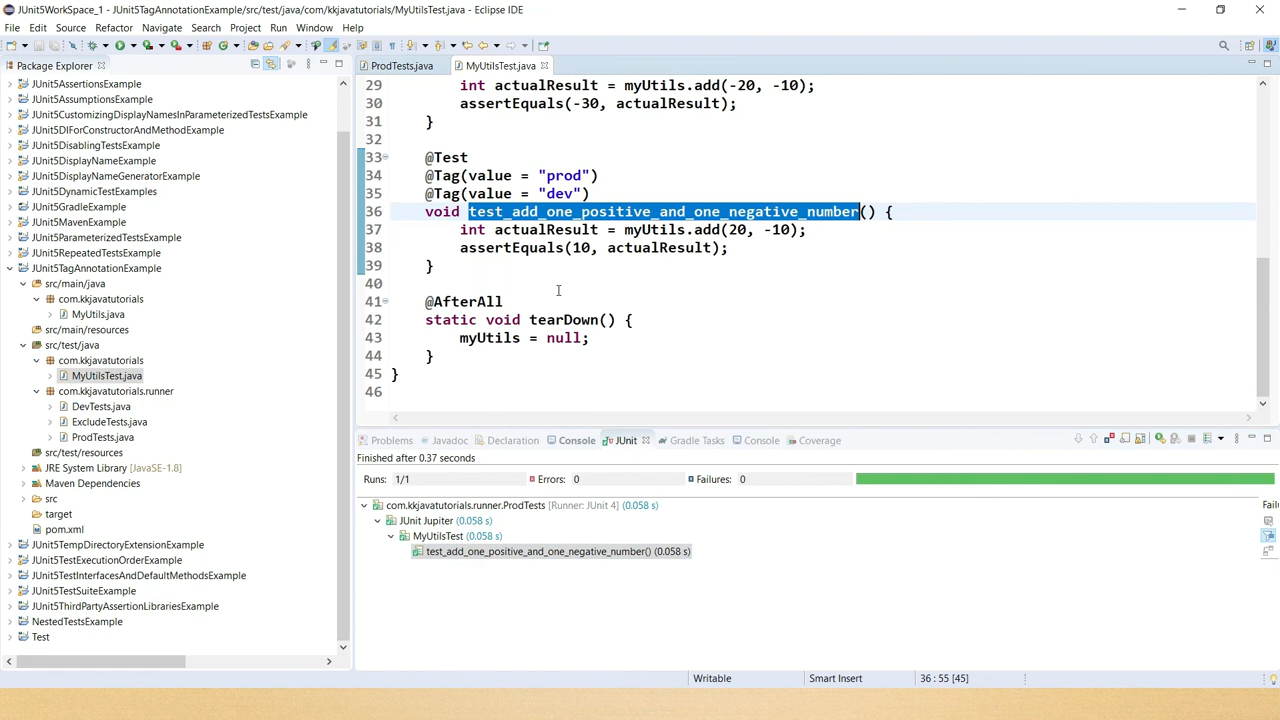 JUnit5WorkSpace_1 - JUnit5TagAnnotationExample/src/test/java/com/kkjavatutorials/MyUtilsTest.java - Eclipse IDE
File Edit Source Refactor Navigate Search Project Run Window Help
Package Explorer
JUnit5AssertionsExample
JUnit5AssumptionsExample
JUnit5CustomizingDisplayNamesInParameterizedTestsExample
JUnit5DIForConstructorAndMethodExample
JUnit5DisablingTestsExample
JUnit5DisplayNameExample
JUnit5DisplayNameGeneratorExample
JUnit5DynamicTestExamples
JUnit5GradleExample
JUnit5MavenExample
JUnit5ParametrizedTestsExample
JUnit5RepeatedTestsExample
JUnit5TagAnnotationExample
src/main/java
com.kkjavatutorials
MyUtils.java
src/main/resources
src/test/java
com.kkjavatutorials
MyUtilsTest.java
com.kkjavatutorials.runner
DevTests.java
ExcludeTests.java
ProdTests.java
src/test/resources
JRE System Library [JavaSE-1.8]
Maven Dependencies
src
target
pom.xml
JUnit5TempDirectoryExtensionExample
JUnit5TestExecutionOrderExample
JUnit5TestInterfacesAndDefaultMethodsExample
JUnit5TestSuiteExample
JUnit5ThirdPartyAssertionLibrariesExample
NestedTestsExample
Test
ProdTests.java MyUtilsTest.java
29 int actualResult = myUtils.add(-20, -10);
30 assertEquals(-30, actualResult);
31 }
32
33 @Test
34 @Tag(value = "prod")
35 @Tag(value = "dev")
36 void test_add_one_positive_and_one_negative_number() {
37 int actualResult = myUtils.add(20, -10);
38 assertEquals(10, actualResult);
39 }
40
41 @AfterAll
42 static void tearDown() {
43 myUtils = null;
44 }
45 }
46
Problems Javadoc Declaration Console JUnit Gradle Tasks Console Coverage
Finished after 0.37 seconds
Runs: 1/1 Errors: 0 Failures: 0
com.kkjavatutorials.runner.ProdTests [Runner: JUnit 4] (0.058 s)
JUnit Jupiter (0.058 s)
MyUtilsTest (0.058 s)
test_add_one_positive_and_one_negative_number() (0.058 s)
Fail
Writable Smart Insert 36 : 55 [45]